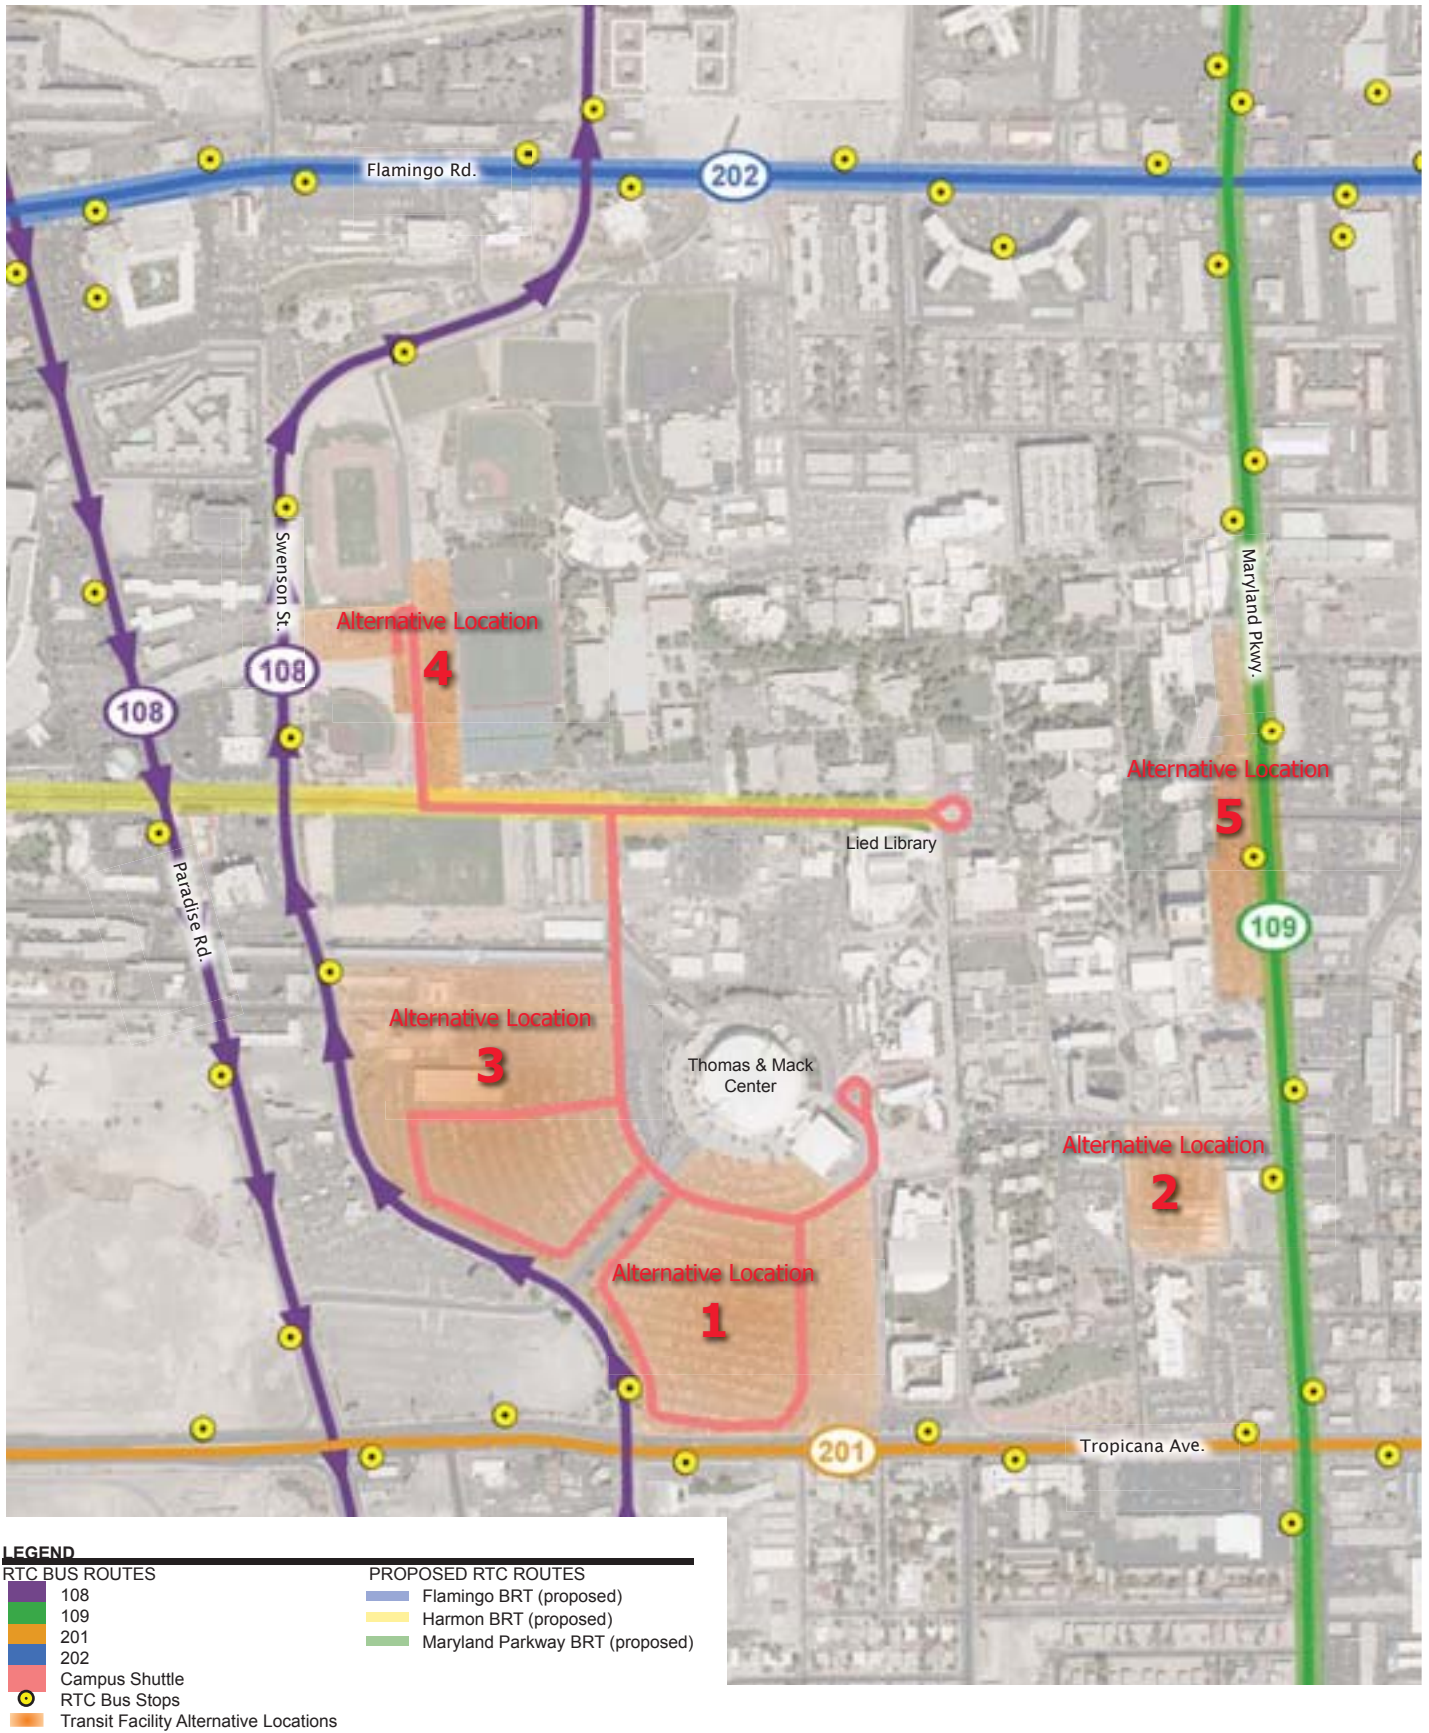 Flamingo Rd.
202
Swenson St.
Maryland Pkwy.
Alternative Location
4
108
108
Alternative Location
5
Lied Library
Paradise Rd.
109
Alternative Location
3
Thomas & Mack
Center
Alternative Location
2
Alternative Location
1
201
Tropicana Ave.
LEGEND
RTC BUS ROUTES
108
109
201
202
Campus Shuttle
RTC Bus Stops
Transit Facility Alternative Locations
PROPOSED RTC ROUTES
Flamingo BRT (proposed)
Harmon BRT (proposed)
Maryland Parkway BRT (proposed)